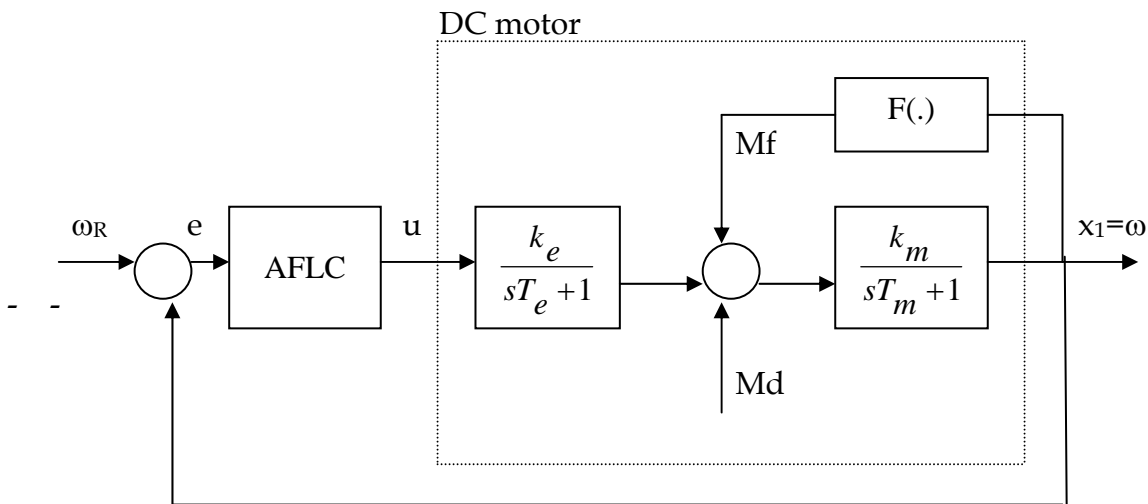 DC motor
F(.)
Mf
ωR e AFLC u k_e / (sT_e + 1) k_m / (sT_m + 1) x1=ω
- -
Md